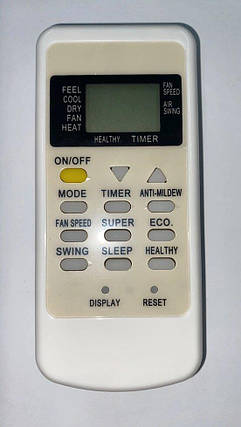 FEEL
COOL
DRY
FAN
HEAT
FAN
SPEED
AIR
SWING
HEALTHY TIMER
ON/OFF
MODE TIMER ANTI-MILDEW
FAN SPEED SUPER ECO.
SWING SLEEP HEALTHY
DISPLAY RESET